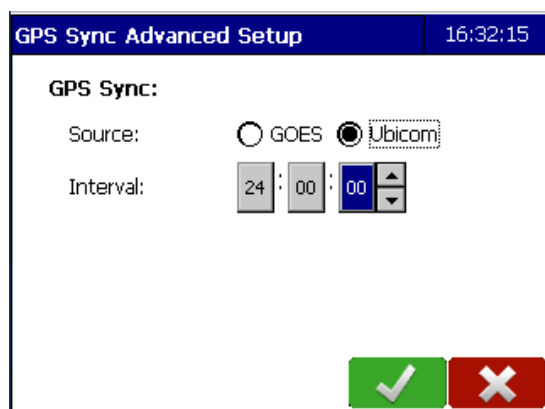 GPS Sync Advanced Setup 16:32:15
GPS Sync:
Source: GOES Ubicom
Interval: 24 : 00 : 00